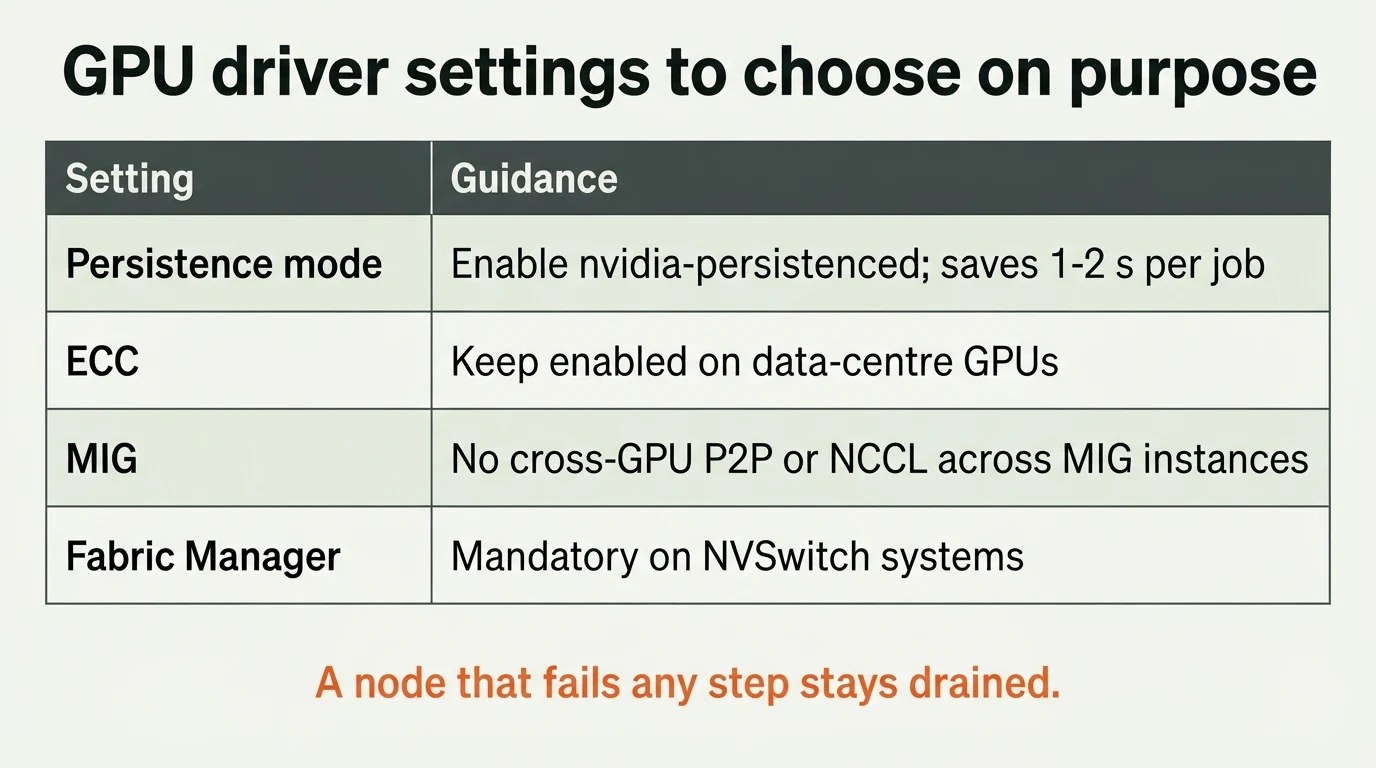 GPU driver settings to choose on purpose
Setting Guidance
Persistence mode Enable nvidia-persistenced; saves 1-2 s per job
ECC Keep enabled on data-centre GPUs
MIG No cross-GPU P2P or NCCL across MIG instances
Fabric Manager Mandatory on NVSwitch systems
A node that fails any step stays drained.